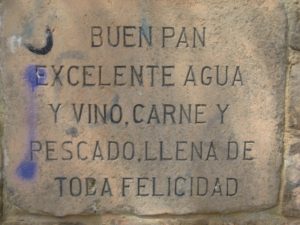 BUEN PAN
EXCELENTE AGUA
Y VINO, CARNE Y
PESCADO, LLENA DE
TODA FELICIDAD